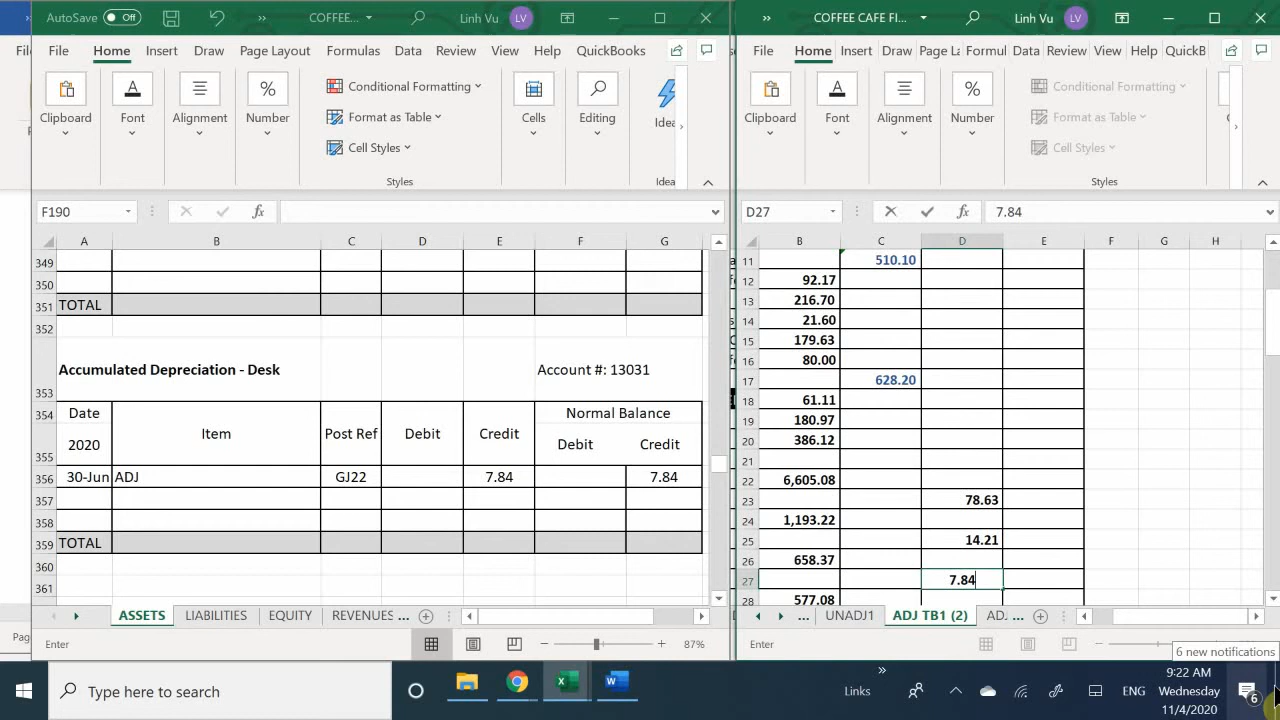 AutoSave Off COFFEE... Linh Vu LV
COFFEE CAFE FI... Linh Vu LV
File Home Insert Draw Page Layout Formulas Data Review View Help QuickBooks
File Home Insert Draw Formul Data Review View Help QuickB
Clipboard Font Alignment Number Conditional Formatting Format as Table Cell Styles Cells Editing
Styles
Clipboard Font Alignment Number Conditional Formatting Format as Table Cell Styles
Styles
F190 fx
D27 fx 7.84
A B C D E F G
349
350
351 TOTAL
352
353 Accumulated Depreciation - Desk Account #: 13031
354 Date Normal Balance
Item Post Ref Debit Credit
355 2020 Debit Credit
356 30-Jun ADJ GJ22 7.84 7.84
357
358
359 TOTAL
360
361
B C D E F G H
11 510.10
12 92.17
13 216.70
14 21.60
15 179.63
16 80.00
17 628.20
18 61.11
19 180.97
20 386.12
21
22 6,605.08
23 78.63
24 1,193.22
25 14.21
26 658.37
27 7.84
28 577.08
ASSETS LIABILITIES EQUITY REVENUES ...
... UNADJ1 ADJ TB1 (2) ...
Enter 87%
Enter
6 new notifications
Type here to search
Links ENG
9:22 AM
Wednesday
11/4/2020
6